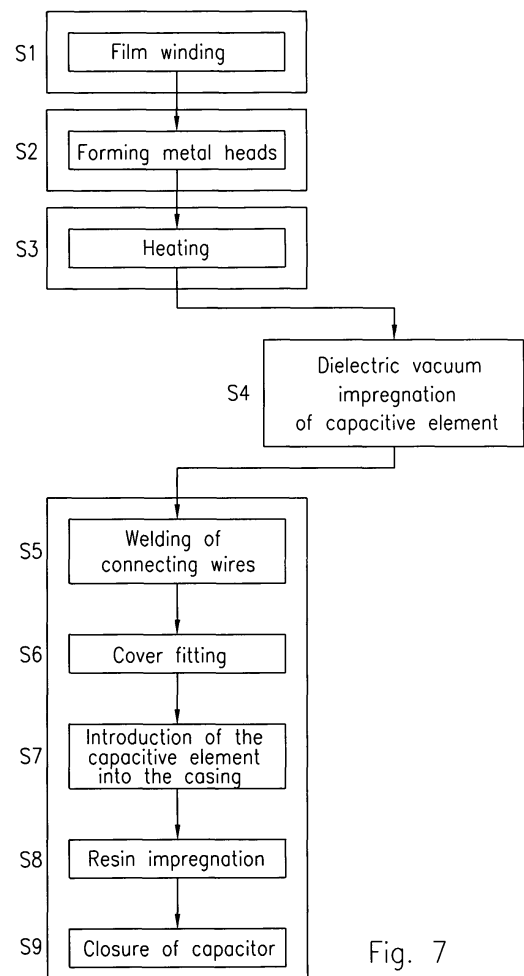 S1
Film winding
S2
Forming metal heads
S3
Heating
S4
Dielectric vacuum
impregnation
of capacitive element
S5
Welding of
connecting wires
S6
Cover fitting
S7
Introduction of the
capacitive element
into the casing
S8
Resin impregnation
S9
Closure of capacitor
Fig. 7